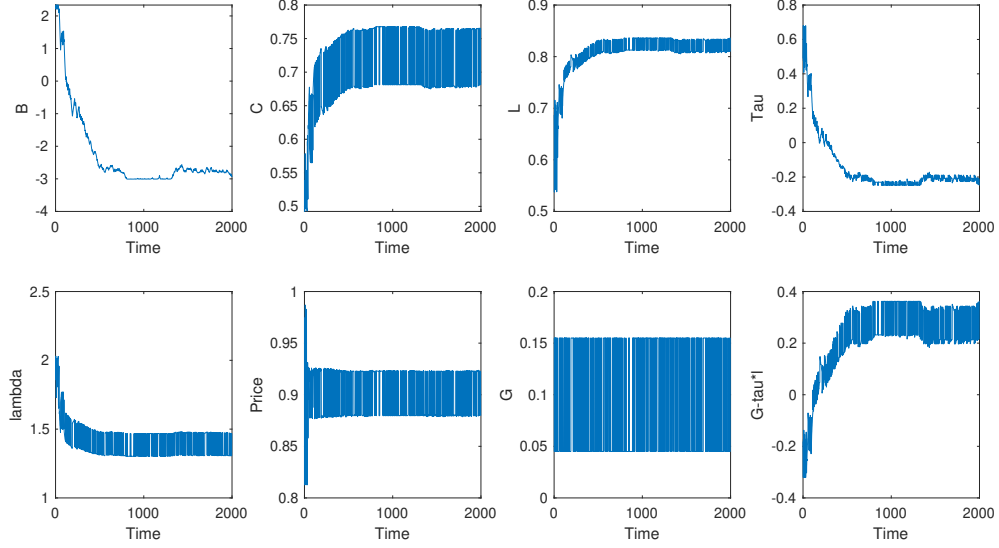 2
1
0
-1
-2
-3
-4
0 1000 2000
Time
B
0.8
0.75
0.7
0.65
0.6
0.55
0.5
0 1000 2000
Time
C
0.9
0.8
0.7
0.6
0.5
0 1000 2000
Time
L
0.8
0.6
0.4
0.2
0
-0.2
-0.4
0 1000 2000
Time
Tau
2.5
2
1.5
1
0 1000 2000
Time
lambda
1
0.95
0.9
0.85
0.8
0 1000 2000
Time
Price
0.2
0.15
0.1
0.05
0
0 1000 2000
Time
G
0.4
0.2
0
-0.2
-0.4
0 1000 2000
Time
G-tau*l